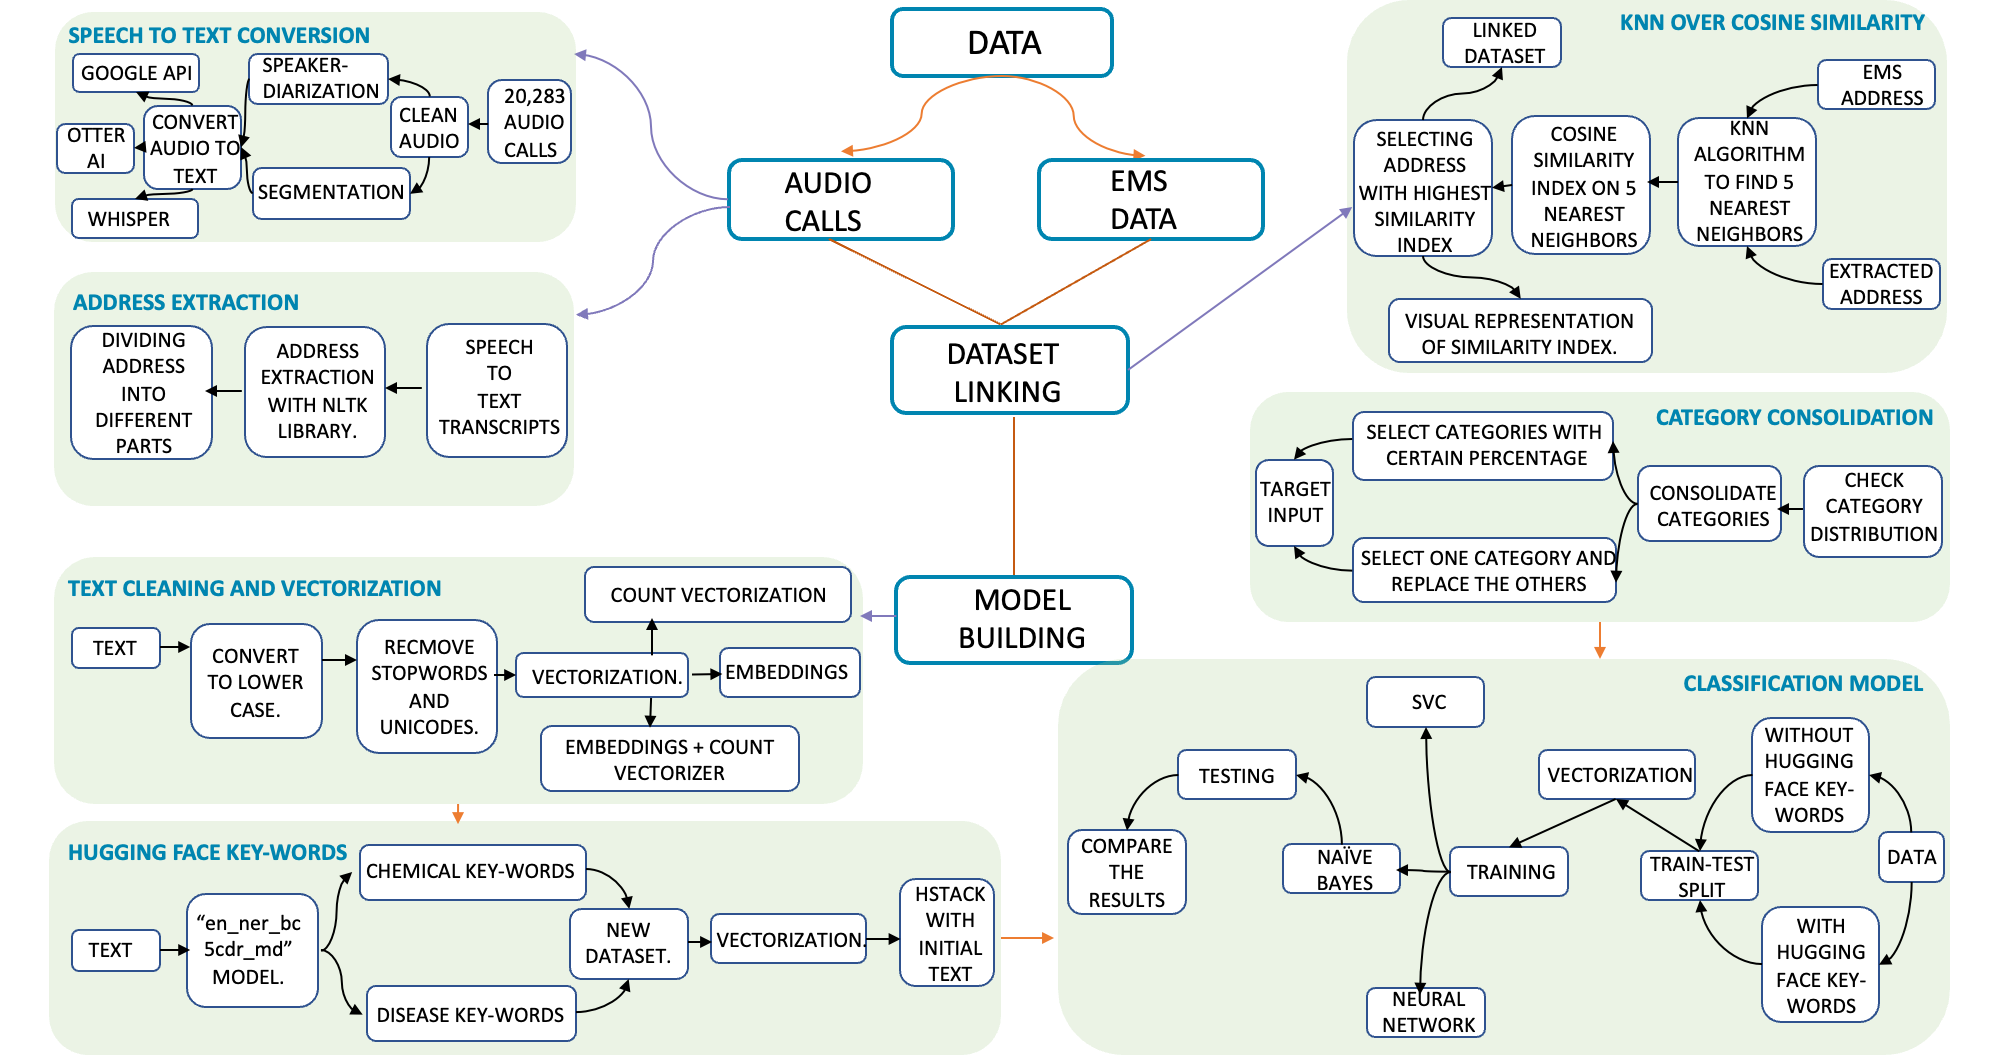 SPEECH TO TEXT CONVERSION
GOOGLE API
SPEAKER-
DIARIZATION
20,283
AUDIO
CALLS
CLEAN
AUDIO
CONVERT
AUDIO TO
TEXT
OTTER
AI
SEGMENTATION
WHISPER
DATA
AUDIO
CALLS
EMS
DATA
DATASET
LINKING
MODEL
BUILDING
KNN OVER COSINE SIMILARITY
LINKED
DATASET
EMS
ADDRESS
SELECTING
ADDRESS
WITH HIGHEST
SIMILARITY
INDEX
COSINE
SIMILARITY
INDEX ON 5
NEAREST
NEIGHBORS
KNN
ALGORITHM
TO FIND 5
NEAREST
NEIGHBORS
EXTRACTED
ADDRESS
VISUAL REPRESENTATION
OF SIMILARITY INDEX.
ADDRESS EXTRACTION
DIVIDING
ADDRESS
INTO
DIFFERENT
PARTS
ADDRESS
EXTRACTION
WITH NLTK
LIBRARY.
SPEECH
TO
TEXT
TRANSCRIPTS
CATEGORY CONSOLIDATION
SELECT CATEGORIES WITH
CERTAIN PERCENTAGE
TARGET
INPUT
CONSOLIDATE
CATEGORIES
CHECK
CATEGORY
DISTRIBUTION
SELECT ONE CATEGORY AND
REPLACE THE OTHERS
TEXT CLEANING AND VECTORIZATION
COUNT VECTORIZATION
TEXT
CONVERT
TO LOWER
CASE.
RECMOVE
STOPWORDS
AND
UNICODES.
VECTORIZATION.
EMBEDDINGS
EMBEDDINGS + COUNT
VECTORIZER
HUGGING FACE KEY-WORDS
CHEMICAL KEY-WORDS
TEXT
“en_ner_bc
5cdr_md”
MODEL.
NEW
DATASET.
VECTORIZATION.
HSTACK
WITH
INITIAL
TEXT
DISEASE KEY-WORDS
CLASSIFICATION MODEL
SVC
WITHOUT
HUGGING
FACE KEY-
WORDS
VECTORIZATION
TESTING
COMPARE
THE
RESULTS
NAÏVE
BAYES
TRAINING
TRAIN-TEST
SPLIT
DATA
WITH
HUGGING
FACE KEY-
WORDS
NEURAL
NETWORK